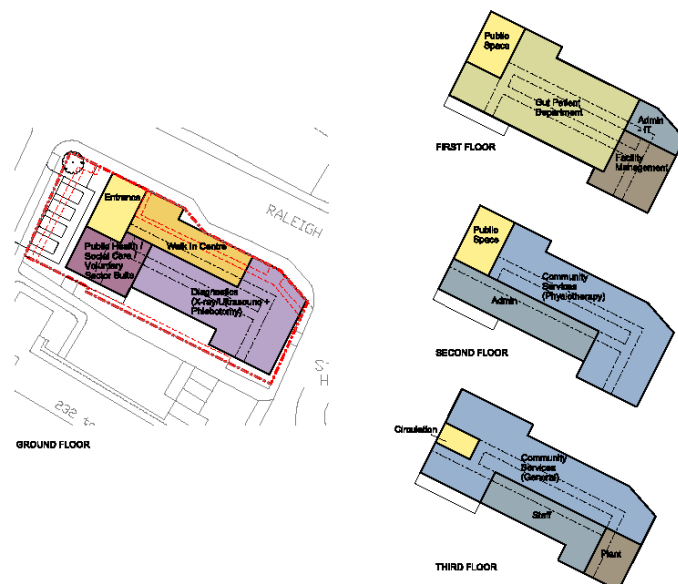 Public
Space
Out Patient
Department
Admin
IT
Facility
Management
FIRST FLOOR
Entrance
RALEIGH
Walk In Centre
Public Health /
Social Care /
Voluntary
Sector Suite
Diagnostics
(X-ray/Ultrasound +
Phlebotomy)
232 to
GROUND FLOOR
Public
Space
Community
Services
(Physiotherapy)
Admin
SECOND FLOOR
Circulation
Community
Services
(General)
Staff
Plant
THIRD FLOOR